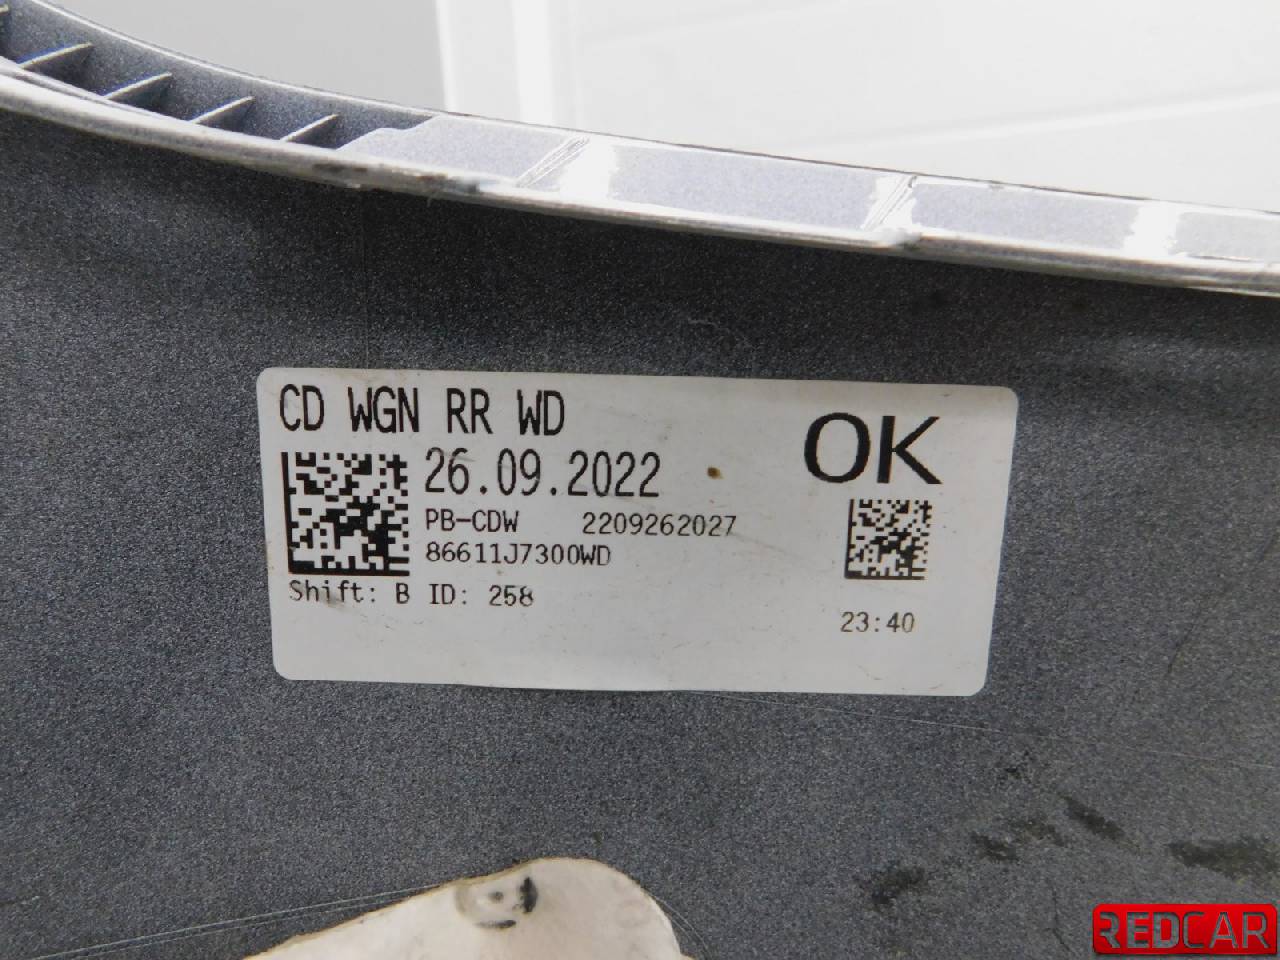 CD WGN RR WD
OK
26.09.2022
PB-CDW 2209262027
86611J7300WD
Shift: B ID: 258
23:40
REDCAR